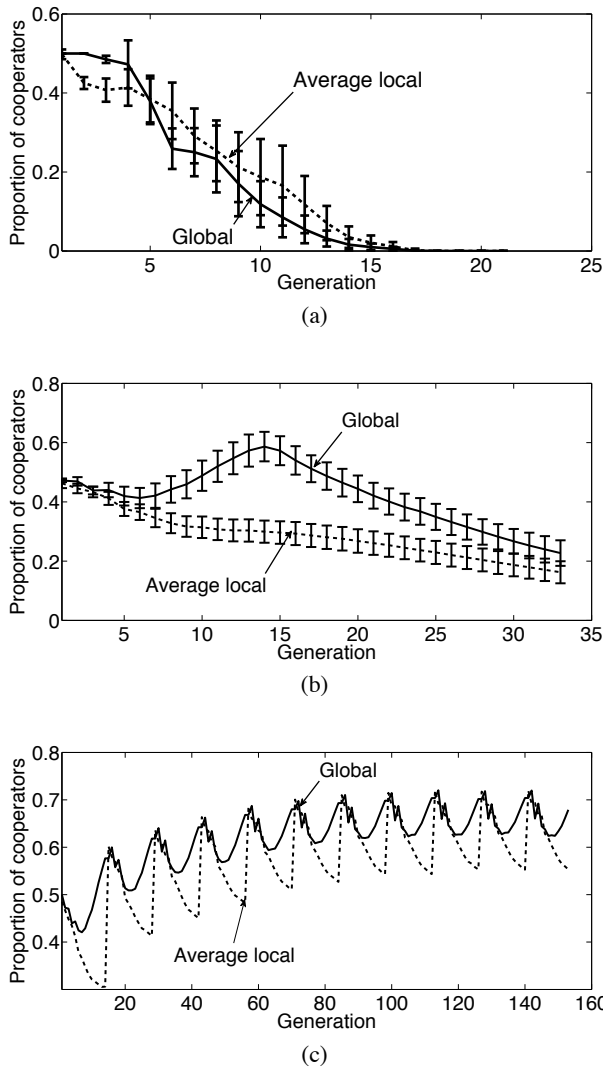 Proportion of cooperators
0.6
0.4
0.2
0
Average local
Global
5 10 15 20 25
Generation
(a)
Proportion of cooperators
0.8
0.6
0.4
0.2
0
Global
Average local
5 10 15 20 25 30 35
Generation
(b)
Proportion of cooperators
0.8
0.7
0.6
0.5
0.4
Global
Average local
20 40 60 80 100 120 140 160
Generation
(c)